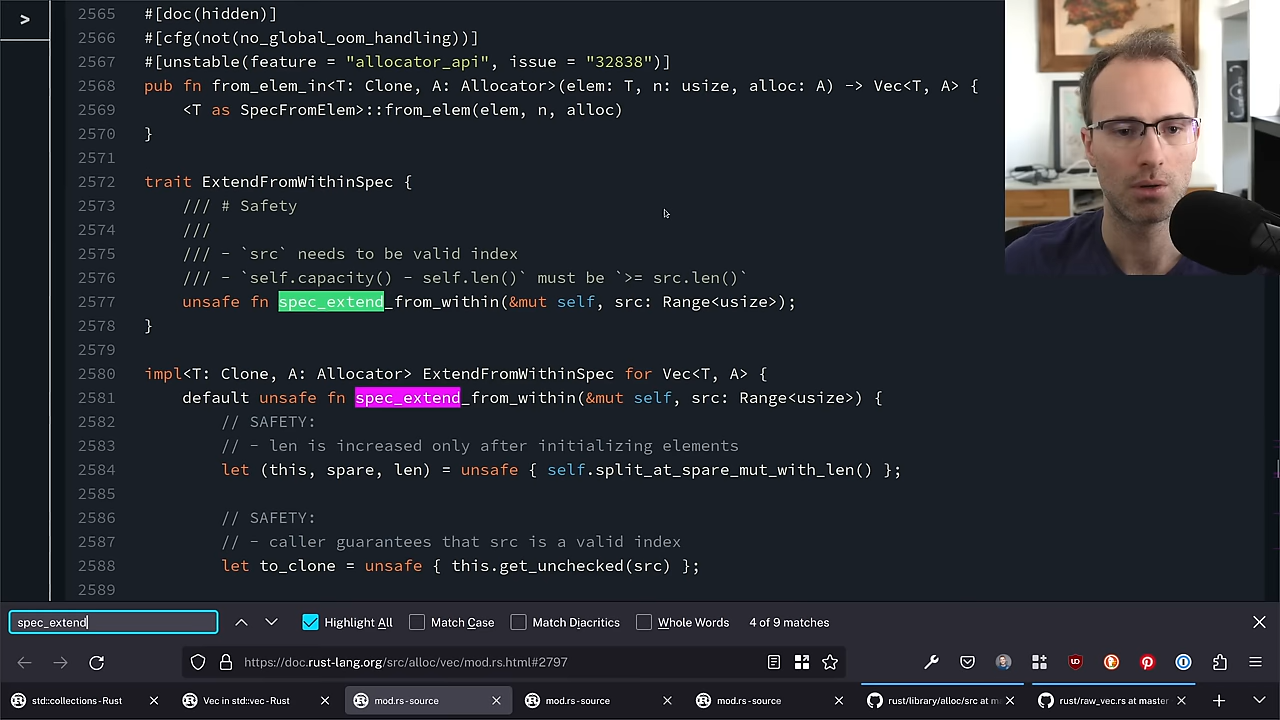 >
2565 #[doc(hidden)]
2566 #[cfg(not(no_global_oom_handling))]
2567 #[unstable(feature = "allocator_api", issue = "32838")]
2568 pub fn from_elem_in<T: Clone, A: Allocator>(elem: T, n: usize, alloc: A) -> Vec<T, A> {
2569     <T as SpecFromElem>::from_elem(elem, n, alloc)
2570 }
2571
2572 trait ExtendFromWithinSpec {
2573     /// # Safety
2574     ///
2575     /// - `src` needs to be valid index
2576     /// - `self.capacity() - self.len()` must be `>= src.len()`
2577     unsafe fn spec_extend_from_within(&mut self, src: Range<usize>);
2578 }
2579
2580 impl<T: Clone, A: Allocator> ExtendFromWithinSpec for Vec<T, A> {
2581     default unsafe fn spec_extend_from_within(&mut self, src: Range<usize>) {
2582         // SAFETY:
2583         // - len is increased only after initializing elements
2584         let (this, spare, len) = unsafe { self.split_at_spare_mut_with_len() };
2585
2586         // SAFETY:
2587         // - caller guarantees that src is a valid index
2588         let to_clone = unsafe { this.get_unchecked(src) };
2589
spec_extend Highlight All Match Case Match Diacritics Whole Words 4 of 9 matches
https://doc.rust-lang.org/src/alloc/vec/mod.rs.html#2797
std::collections - Rust Vec in std::vec - Rust mod.rs - source mod.rs - source mod.rs - source rust/library/alloc/src at m rust/raw_vec.rs at master